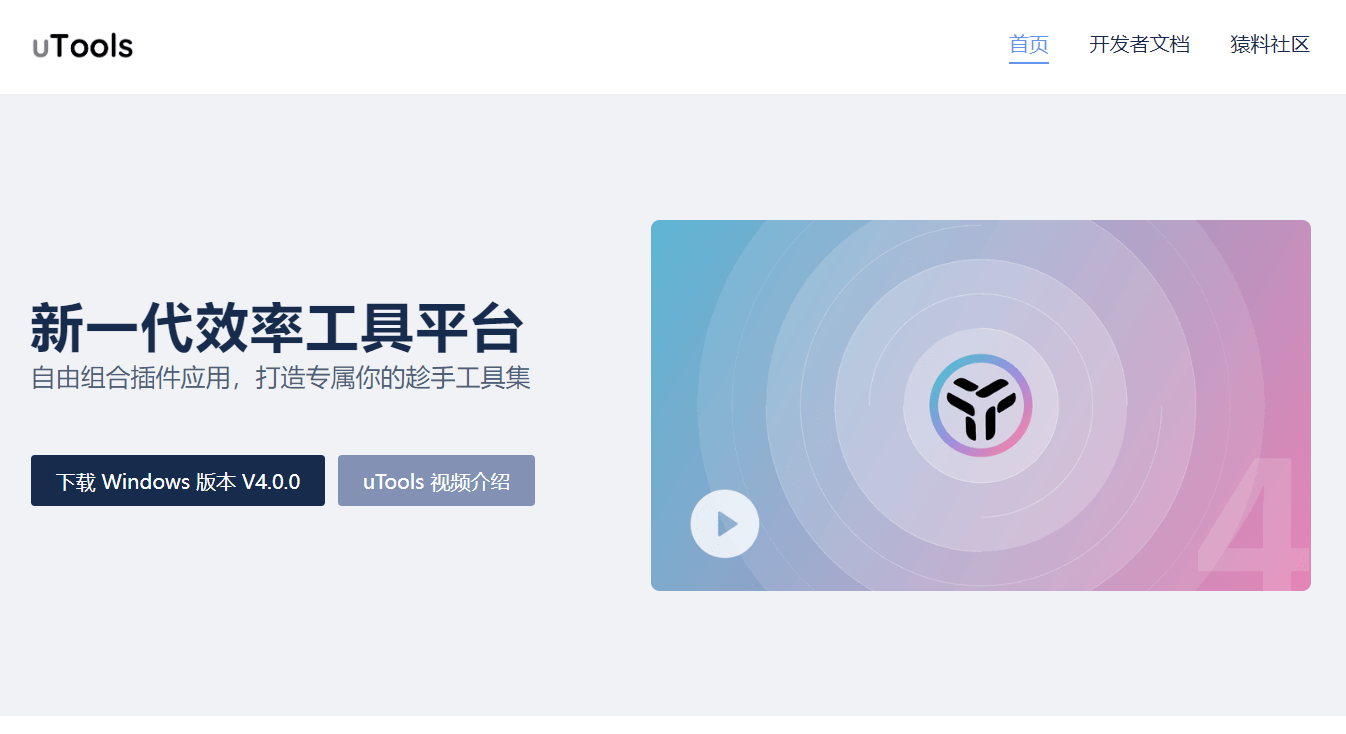 uTools
首页
开发者文档
猿料社区
新一代效率工具平台
自由组合插件应用，打造专属你的趁手工具集
下载 Windows 版本 V4.0.0
uTools 视频介绍
4